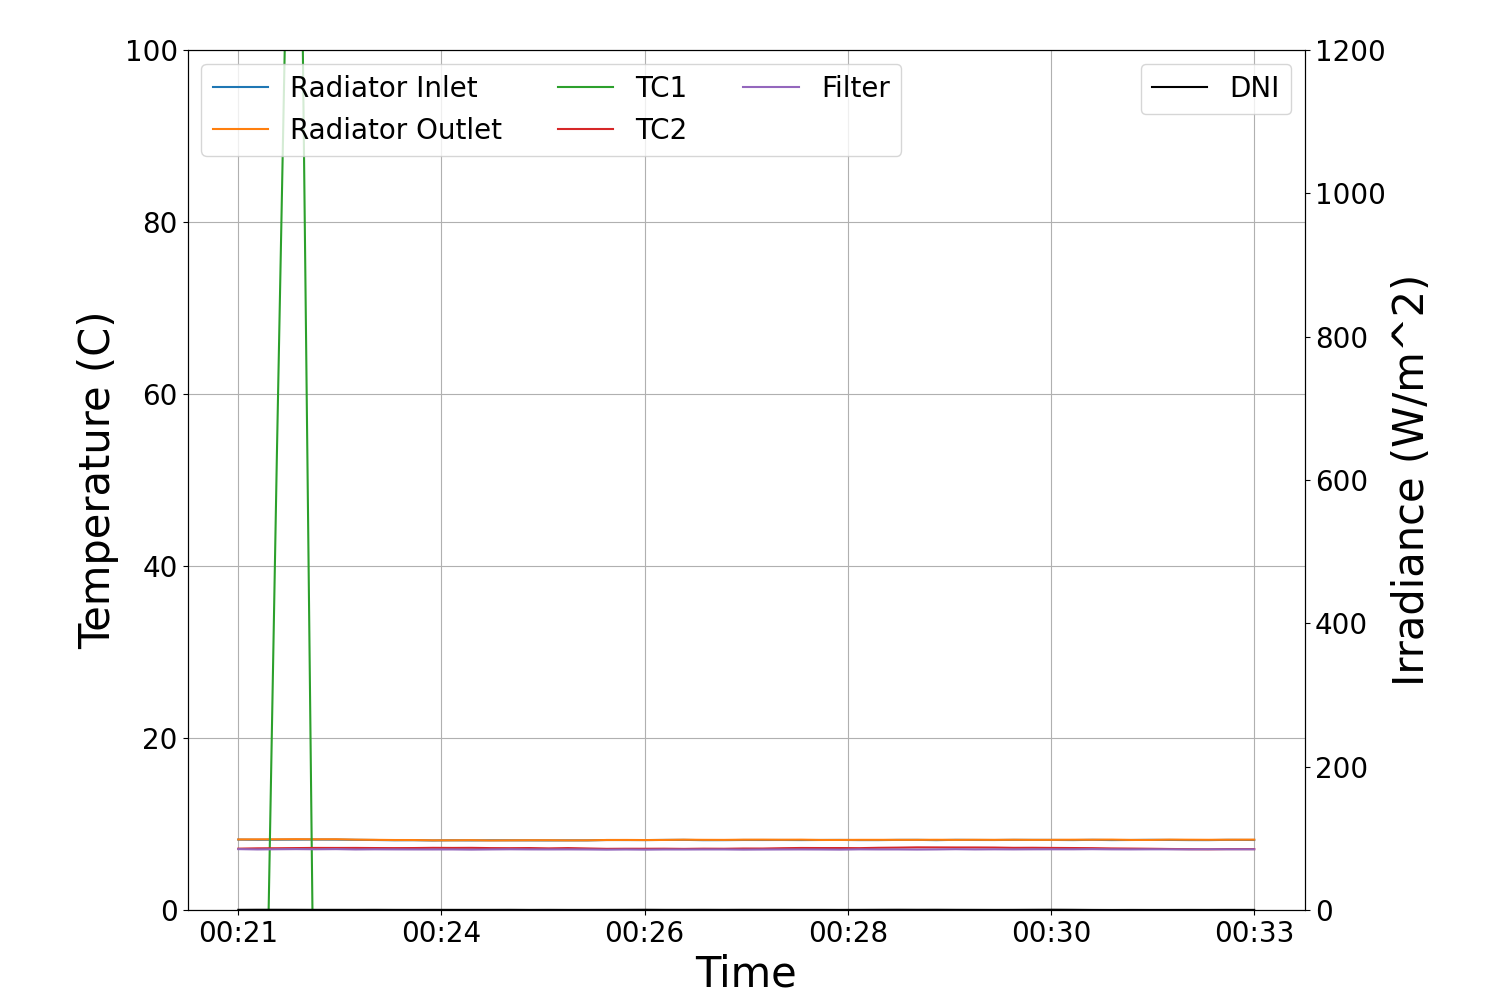 Radiator Inlet
Radiator Outlet
TC1
TC2
Filter
DNI
Temperature (C)
100
80
60
40
20
0
1200
1000
800
600
400
200
0
Irradiance (W/m^2)
00:21 00:24 00:26 00:28 00:30 00:33
Time